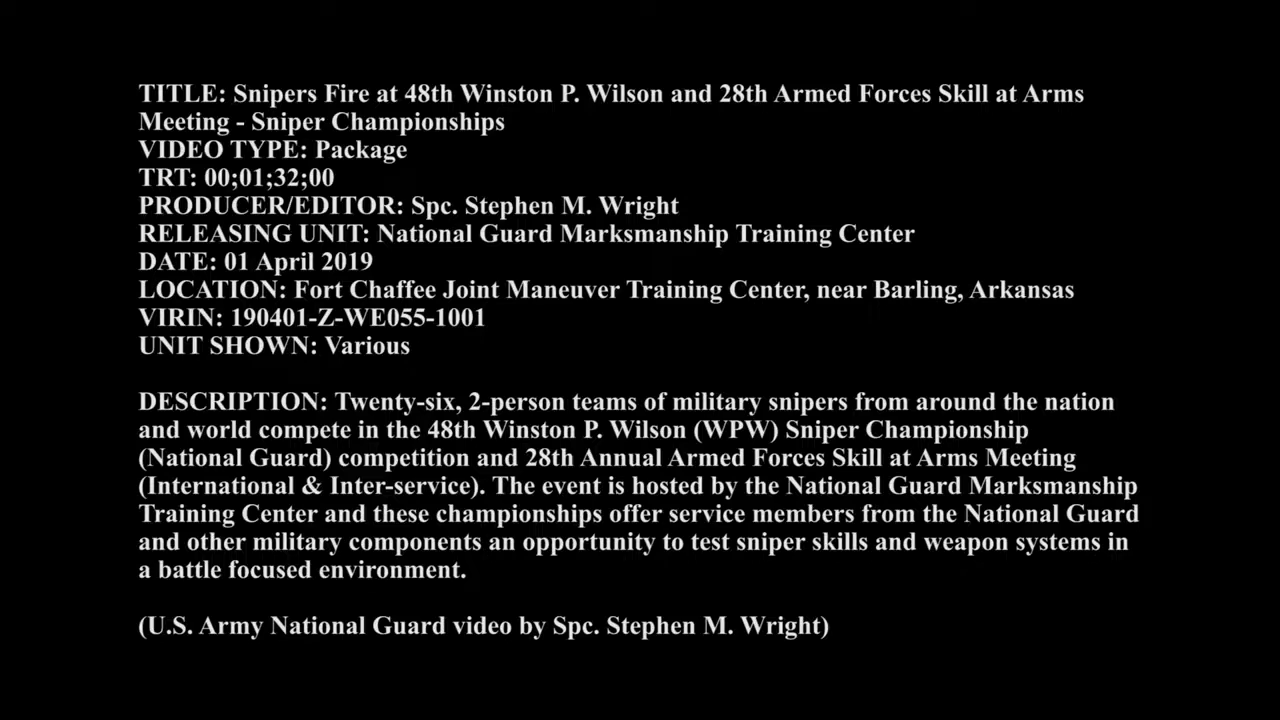 TITLE: Snipers Fire at 48th Winston P. Wilson and 28th Armed Forces Skill at Arms
Meeting - Sniper Championships
VIDEO TYPE: Package
TRT: 00;01;32;00
PRODUCER/EDITOR: Spc. Stephen M. Wright
RELEASING UNIT: National Guard Marksmanship Training Center
DATE: 01 April 2019
LOCATION: Fort Chaffee Joint Maneuver Training Center, near Barling, Arkansas
VIRIN: 190401-Z-WE055-1001
UNIT SHOWN: Various
DESCRIPTION: Twenty-six, 2-person teams of military snipers from around the nation
and world compete in the 48th Winston P. Wilson (WPW) Sniper Championship
(National Guard) competition and 28th Annual Armed Forces Skill at Arms Meeting
(International & Inter-service). The event is hosted by the National Guard Marksmanship
Training Center and these championships offer service members from the National Guard
and other military components an opportunity to test sniper skills and weapon systems in
a battle focused environment.
(U.S. Army National Guard video by Spc. Stephen M. Wright)